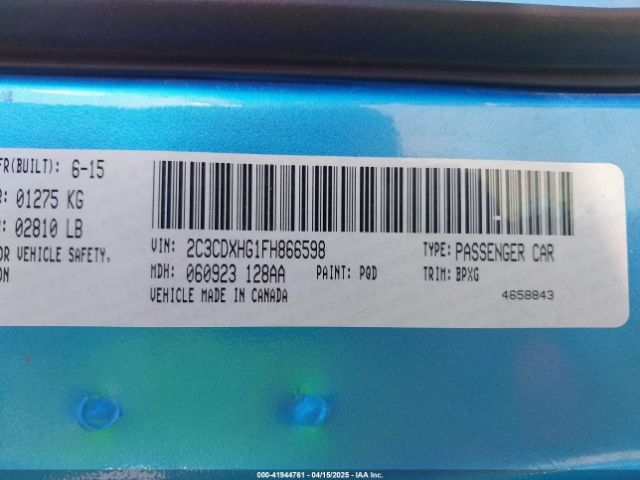 FR(BUILT): 6-15
R: 01275 KG
02810 LB
OR VEHICLE SAFETY,
ON
VIN: 2C3CDXHG1FH866598
TYPE: PASSENGER CAR
MDH: 060923 128AA
PAINT: PQD
TRIM: BPXG
VEHICLE MADE IN CANADA
4658843
000-41944761 - 04/15/2025 - IAA Inc.